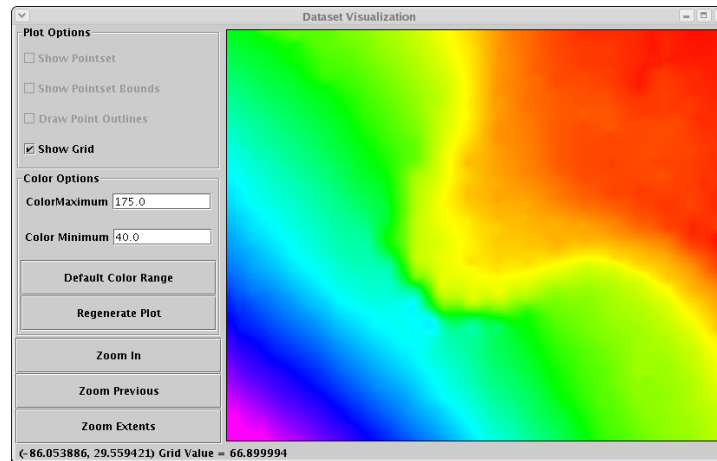 Dataset Visualization
Plot Options
Show Pointset
Show Pointset Bounds
Draw Point Outlines
Show Grid
Color Options
ColorMaximum 175.0
Color Minimum 40.0
Default Color Range
Regenerate Plot
Zoom In
Zoom Previous
Zoom Extents
(-86.053886, 29.559421) Grid Value = 66.899994